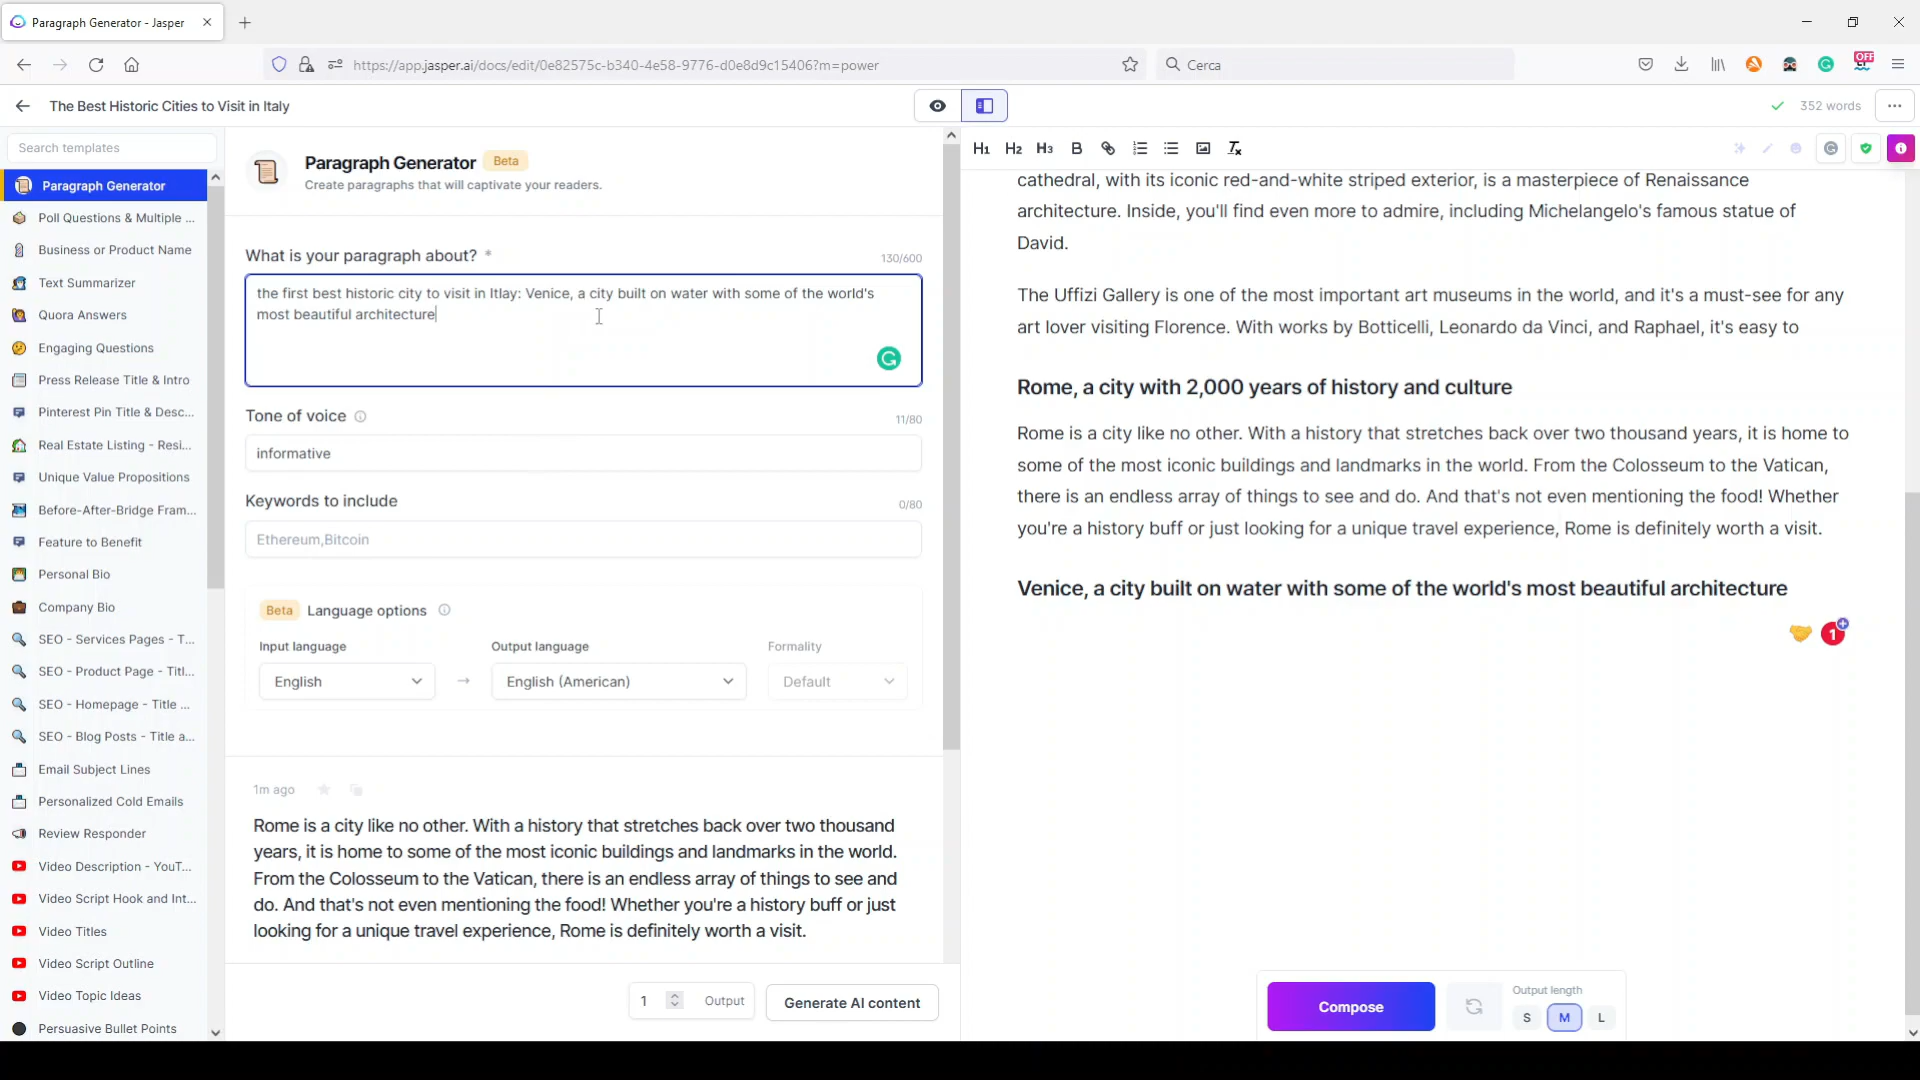 Paragraph Generator - Jasper
https://app.jasper.ai/docs/edit/0e82575c-b340-4e58-9776-d0e8d9c15406?m=power
Cerca
OFF
The Best Historic Cities to Visit in Italy
352 words
Search templates
Paragraph Generator
Poll Questions & Multiple ...
Business or Product Name
Text Summarizer
Quora Answers
Engaging Questions
Press Release Title & Intro
Pinterest Pin Title & Desc...
Real Estate Listing - Resi...
Unique Value Propositions
Before-After-Bridge Fram...
Feature to Benefit
Personal Bio
Company Bio
SEO - Services Pages - T...
SEO - Product Page - Titl...
SEO - Homepage - Title ...
SEO - Blog Posts - Title a...
Email Subject Lines
Personalized Cold Emails
Review Responder
Video Description - YouT...
Video Script Hook and Int...
Video Titles
Video Script Outline
Video Topic Ideas
Persuasive Bullet Points
Paragraph Generator Beta
Create paragraphs that will captivate your readers.
What is your paragraph about? *
130/600
the first best historic city to visit in Itlay: Venice, a city built on water with some of the world's
most beautiful architecture
Tone of voice
11/80
informative
Keywords to include
0/80
Ethereum,Bitcoin
Beta Language options
Input language Output language Formality
English → English (American) Default
1m ago
Rome is a city like no other. With a history that stretches back over two thousand
years, it is home to some of the most iconic buildings and landmarks in the world.
From the Colosseum to the Vatican, there is an endless array of things to see and
do. And that's not even mentioning the food! Whether you're a history buff or just
looking for a unique travel experience, Rome is definitely worth a visit.
1 Output Generate AI content
H1 H2 H3 B
cathedral, with its iconic red-and-white striped exterior, is a masterpiece of Renaissance
architecture. Inside, you'll find even more to admire, including Michelangelo's famous statue of
David.
The Uffizi Gallery is one of the most important art museums in the world, and it's a must-see for any
art lover visiting Florence. With works by Botticelli, Leonardo da Vinci, and Raphael, it's easy to
Rome, a city with 2,000 years of history and culture
Rome is a city like no other. With a history that stretches back over two thousand years, it is home to
some of the most iconic buildings and landmarks in the world. From the Colosseum to the Vatican,
there is an endless array of things to see and do. And that's not even mentioning the food! Whether
you're a history buff or just looking for a unique travel experience, Rome is definitely worth a visit.
Venice, a city built on water with some of the world's most beautiful architecture
1
Compose
Output length
S M L